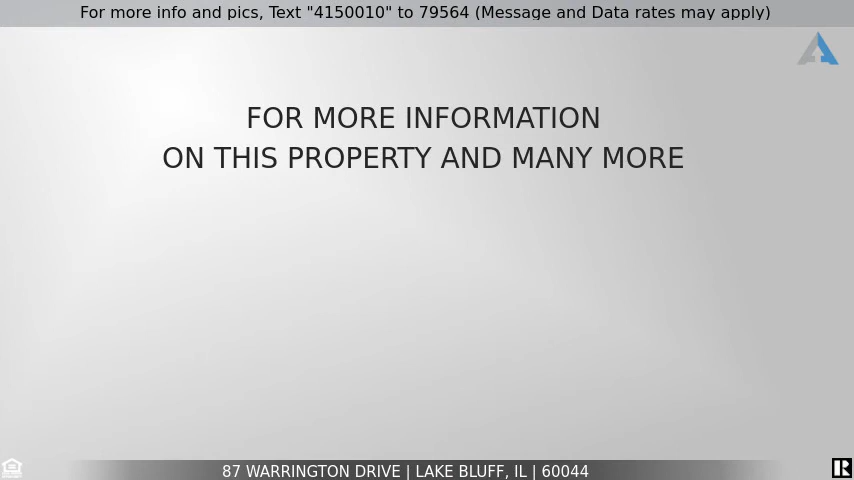 For more info and pics, Text "4150010" to 79564 (Message and Data rates may apply)
FOR MORE INFORMATION
ON THIS PROPERTY AND MANY MORE
87 WARRINGTON DRIVE | LAKE BLUFF, IL | 60044